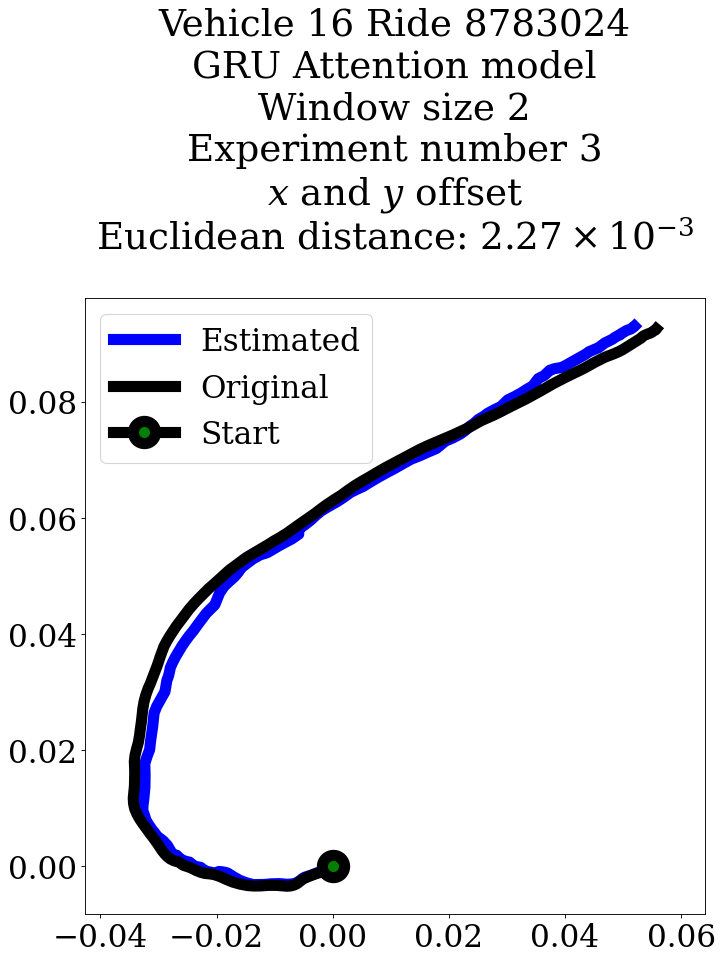 Vehicle 16 Ride 8783024
GRU Attention model
Window size 2
Experiment number 3
x and y offset
Euclidean distance: 2.27 × 10⁻³
Estimated
Original
Start
0.08
0.06
0.04
0.02
0.00
−0.04 −0.02 0.00 0.02 0.04 0.06